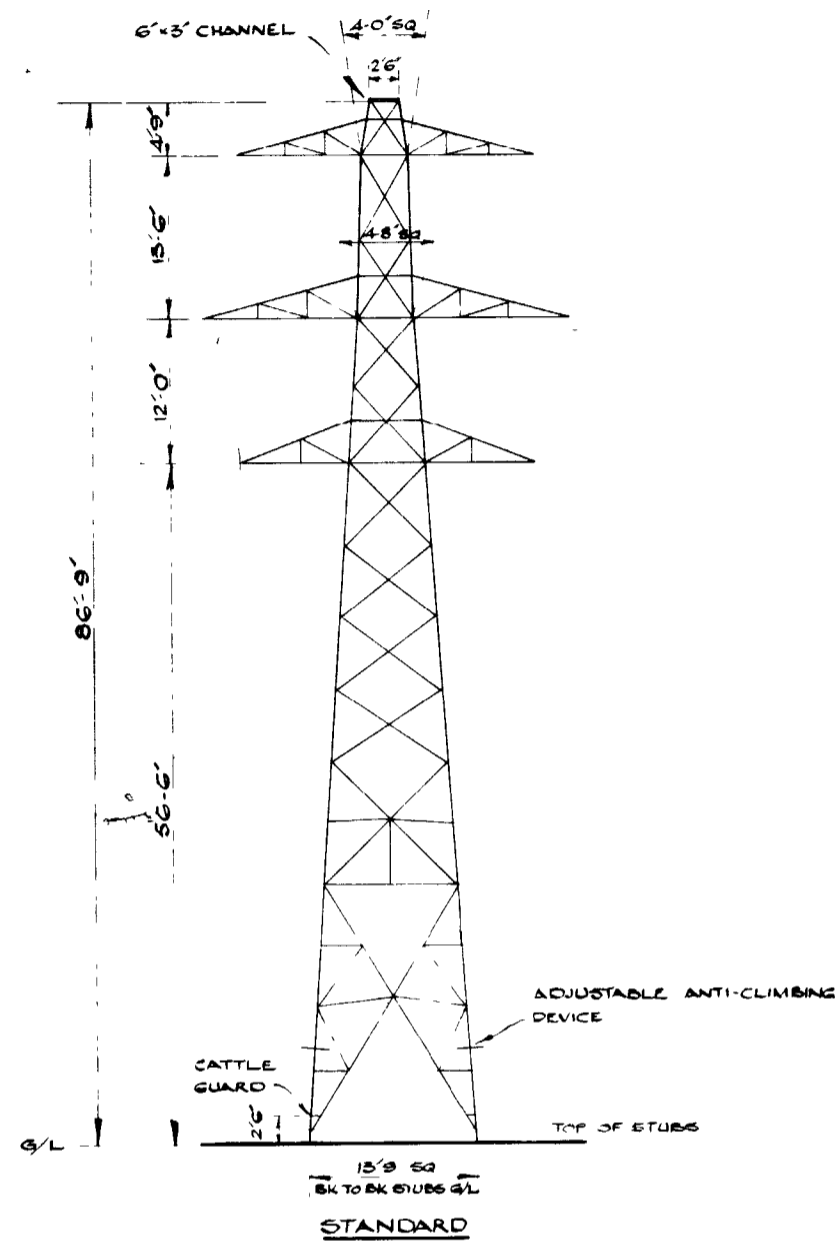 4'-0" SQ
6"×3" CHANNEL
2'6"
4'9"
13'-6"
4'-8" SQ
12'-0"
86'-9"
56'-6"
ADJUSTABLE ANTI-CLIMBING
DEVICE
CATTLE
GUARD
2'6"
TOP OF STUBS
G/L
13'9 SQ
BK TO BK STUBS G/L
STANDARD